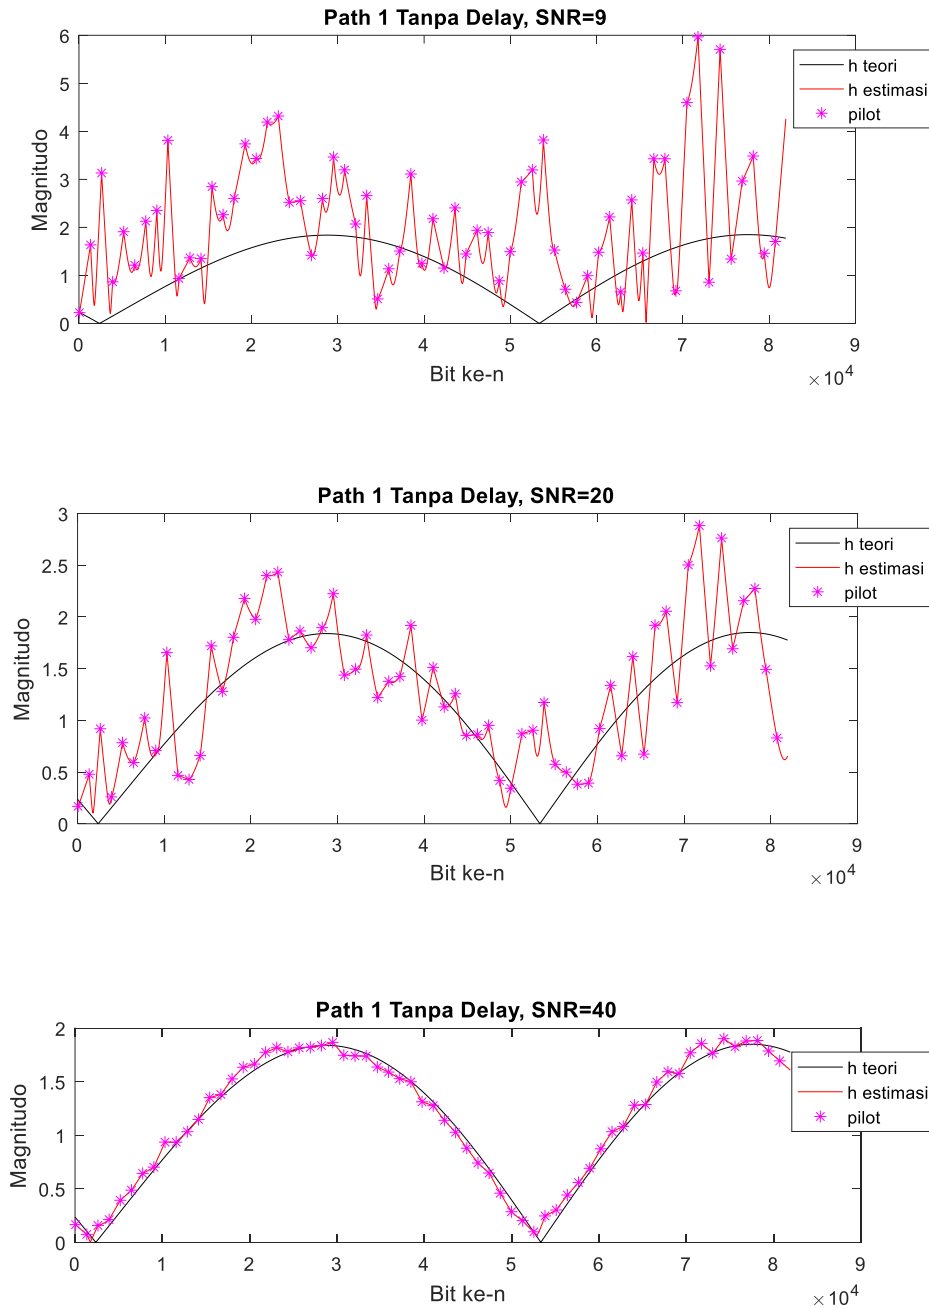 Path 1 Tanpa Delay, SNR=9
6
5
4
3
2
1
0
Magnitudo
h teori
h estimasi
pilot
0 1 2 3 4 5 6 7 8 9
Bit ke-n
×10^4
Path 1 Tanpa Delay, SNR=20
3
2.5
2
1.5
1
0.5
0
Magnitudo
h teori
h estimasi
pilot
0 1 2 3 4 5 6 7 8 9
Bit ke-n
×10^4
Path 1 Tanpa Delay, SNR=40
2
1.5
1
0.5
0
Magnitudo
h teori
h estimasi
pilot
0 1 2 3 4 5 6 7 8 9
Bit ke-n
×10^4